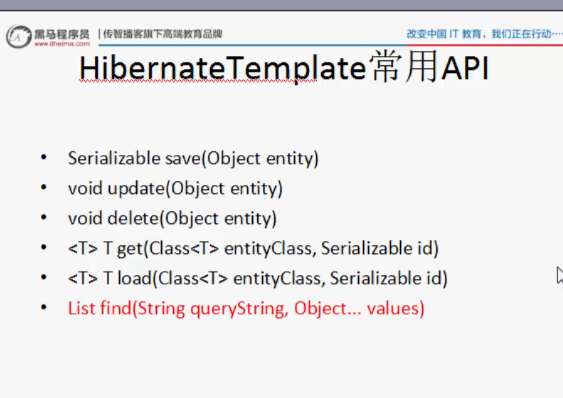 黑马程序员 | 传智播客旗下高端教育品牌
www.itheima.com
改变中国 IT 教育，我们正在行动……
HibernateTemplate常用API
• Serializable save(Object entity)
• void update(Object entity)
• void delete(Object entity)
• <T> T get(Class<T> entityClass, Serializable id)
• <T> T load(Class<T> entityClass, Serializable id)
• List find(String queryString, Object... values)